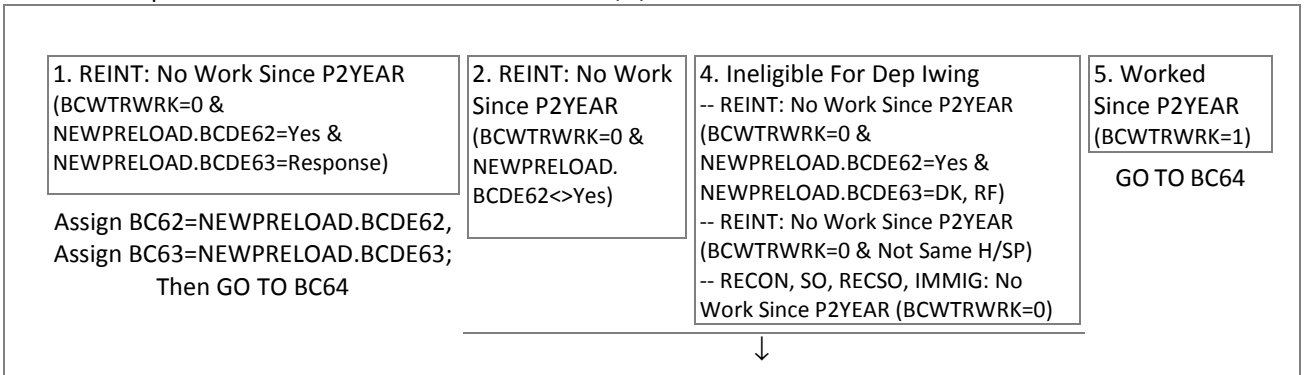 1. REINT: No Work Since P2YEAR
(BCWTRWRK=0 &
NEWPRELOAD.BCDE62=Yes &
NEWPRELOAD.BCDE63=Response)
Assign BC62=NEWPRELOAD.BCDE62,
Assign BC63=NEWPRELOAD.BCDE63;
Then GO TO BC64
2. REINT: No Work
Since P2YEAR
(BCWTRWRK=0 &
NEWPRELOAD.
BCDE62<>Yes)
4. Ineligible For Dep Iwing
-- REINT: No Work Since P2YEAR
(BCWTRWRK=0 &
NEWPRELOAD.BCDE62=Yes &
NEWPRELOAD.BCDE63=DK, RF)
-- REINT: No Work Since P2YEAR
(BCWTRWRK=0 & Not Same H/SP)
-- RECON, SO, RECSO, IMMIG: No
Work Since P2YEAR (BCWTRWRK=0)
5. Worked
Since P2YEAR
(BCWTRWRK=1)
GO TO BC64
↓